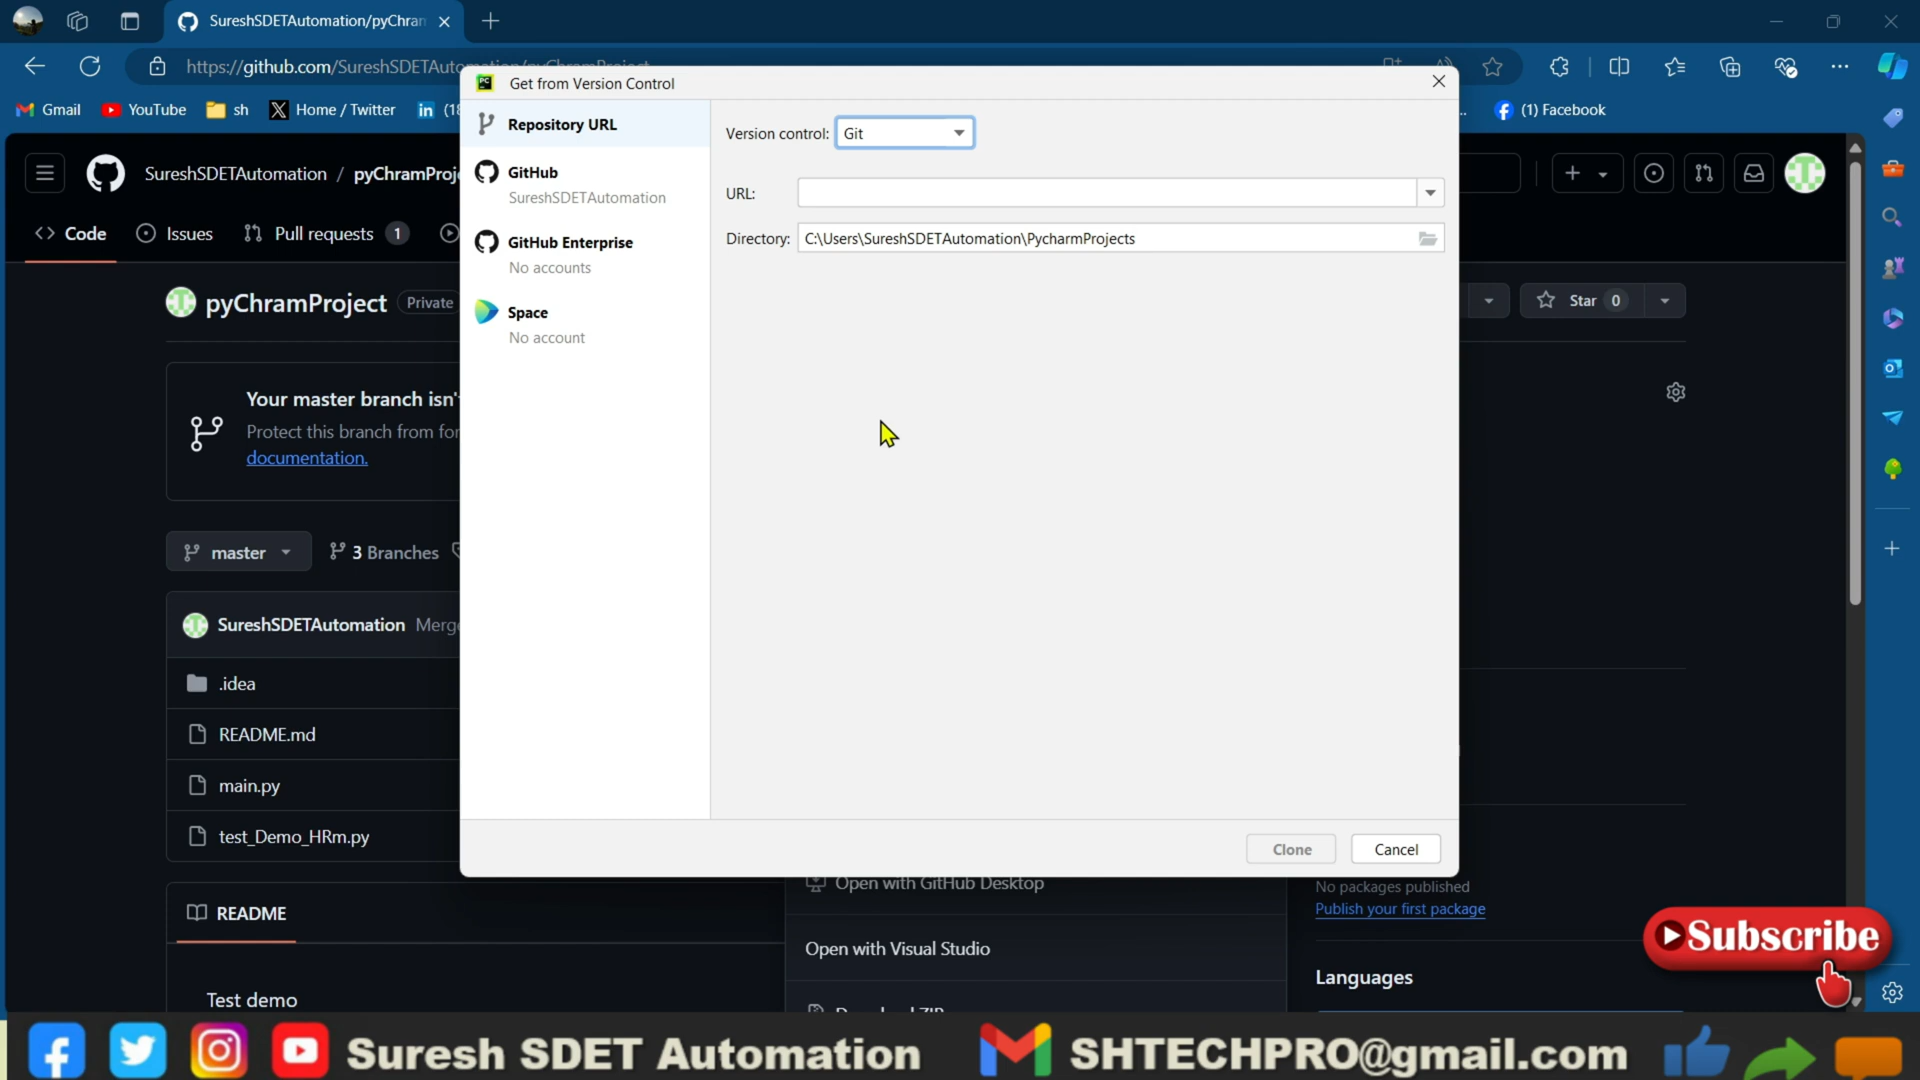 SureshSDETAutomation/pyChran
https://github.com/SureshSDETAuto
Gmail
YouTube
sh
Home / Twitter
in
(1) Facebook
PC
Get from Version Control
Repository URL
GitHub
SureshSDETAutomation
GitHub Enterprise
No accounts
Space
No account
Version control:
Git
URL:
Directory:
C:\Users\SureshSDETAutomation\PycharmProjects
Clone
Cancel
SureshSDETAutomation / pyChramProj
Code
Issues
Pull requests 1
pyChramProject
Private
Star 0
Your master branch isn'
Protect this branch from for
documentation.
master
3 Branches
SureshSDETAutomation Merg
.idea
README.md
main.py
test_Demo_HRm.py
README
Test demo
Open with GitHub Desktop
Open with Visual Studio
No packages published
Publish your first package
Languages
Subscribe
Suresh SDET Automation
SHTECHPRO@gmail.com